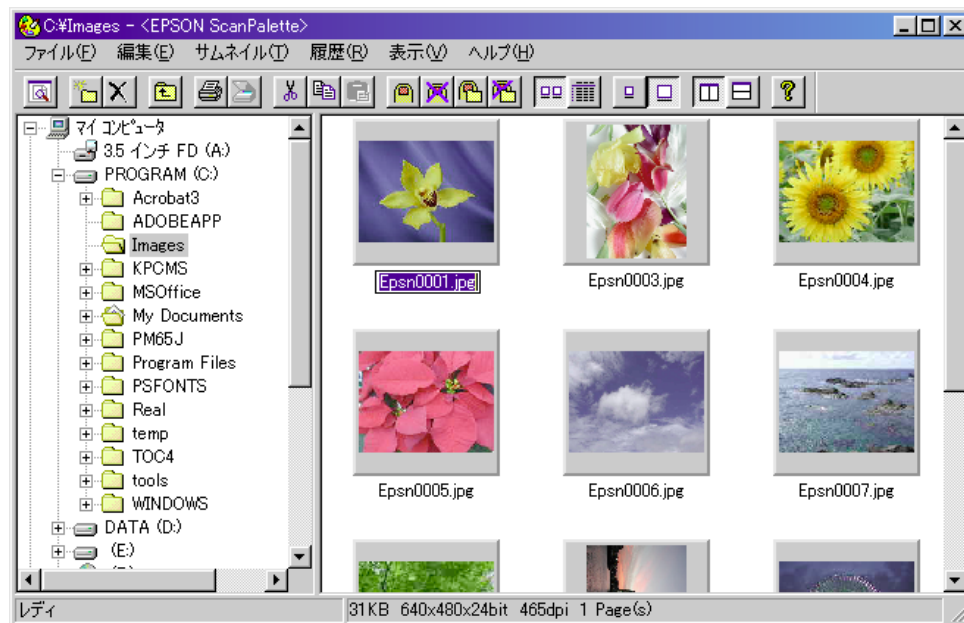 C:¥Images - <EPSON ScanPalette>
ファイル(F) 編集(E) サムネイル(T) 履歴(R) 表示(V) ヘルプ(H)
マイ コンピュータ
3.5 インチ FD (A:)
PROGRAM (C:)
Acrobat3
ADOBEAPP
Images
KPCMS
MSOffice
My Documents
PM65J
Program Files
PSFONTS
Real
temp
TOC4
tools
WINDOWS
DATA (D:)
(E:)
Epsn0001.jpg
Epsn0003.jpg
Epsn0004.jpg
Epsn0005.jpg
Epsn0006.jpg
Epsn0007.jpg
レディ
31KB 640x480x24bit 465dpi 1 Page(s)